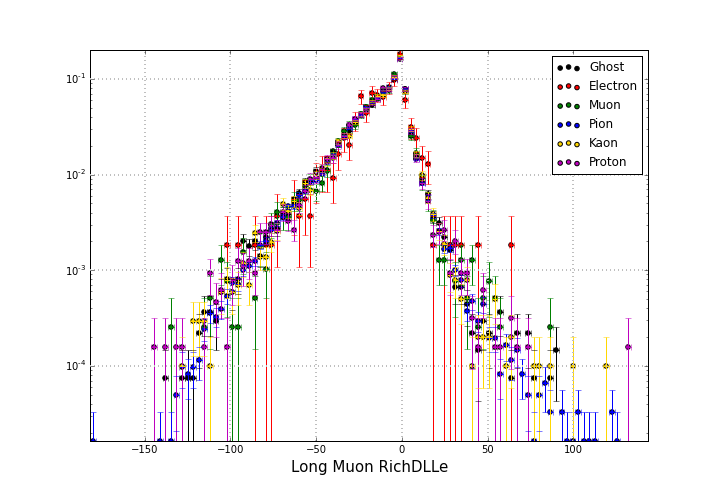 10⁻¹
10⁻²
10⁻³
10⁻⁴
−150
−100
−50
0
50
100
Long Muon RichDLLe
Ghost
Electron
Muon
Pion
Kaon
Proton